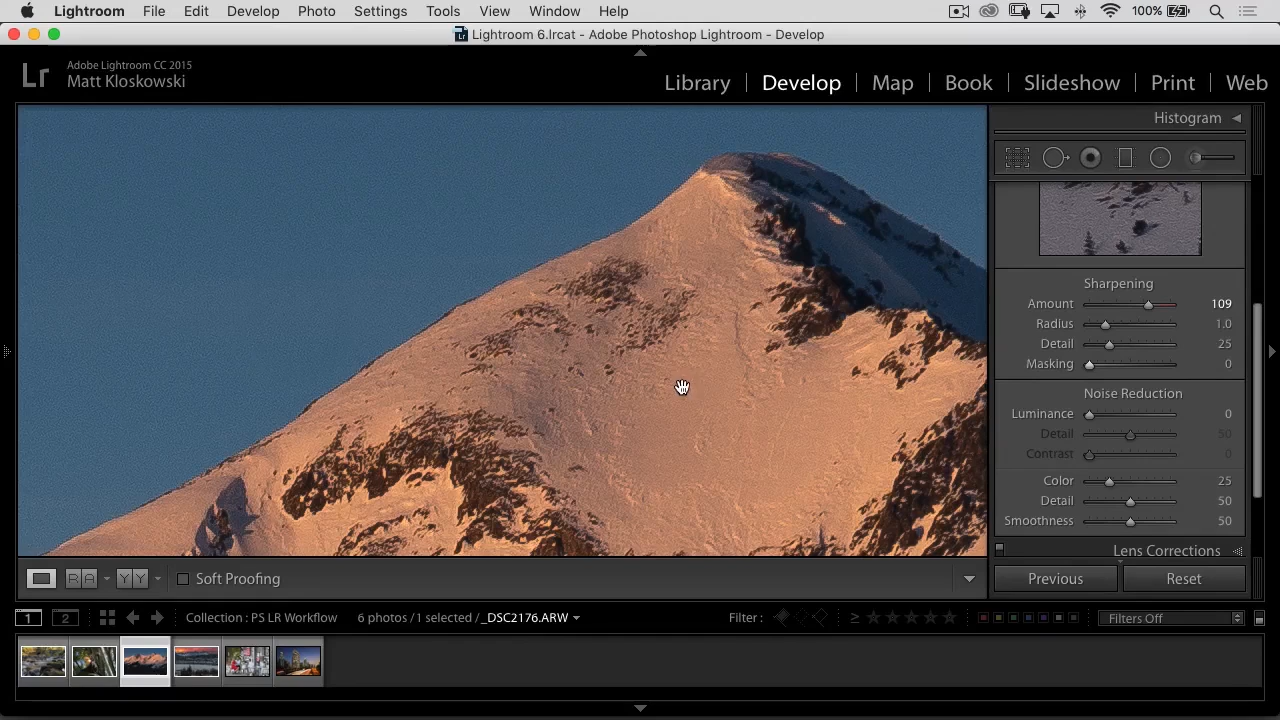 Lightroom File Edit Develop Photo Settings Tools View Window Help 100%
Lr Lightroom 6.lrcat - Adobe Photoshop Lightroom - Develop
Lr Adobe Lightroom CC 2015
Matt Kloskowski
Library Develop Map Book Slideshow Print Web
Histogram
Sharpening
Amount 109
Radius 1.0
Detail 25
Masking 0
Noise Reduction
Luminance 0
Detail 50
Contrast 0
Color 25
Detail 50
Smoothness 50
Lens Corrections
R A Y Y Soft Proofing Previous Reset
1 2 Collection : PS LR Workflow 6 photos / 1 selected / _DSC2176.ARW Filter : ≥ Filters Off